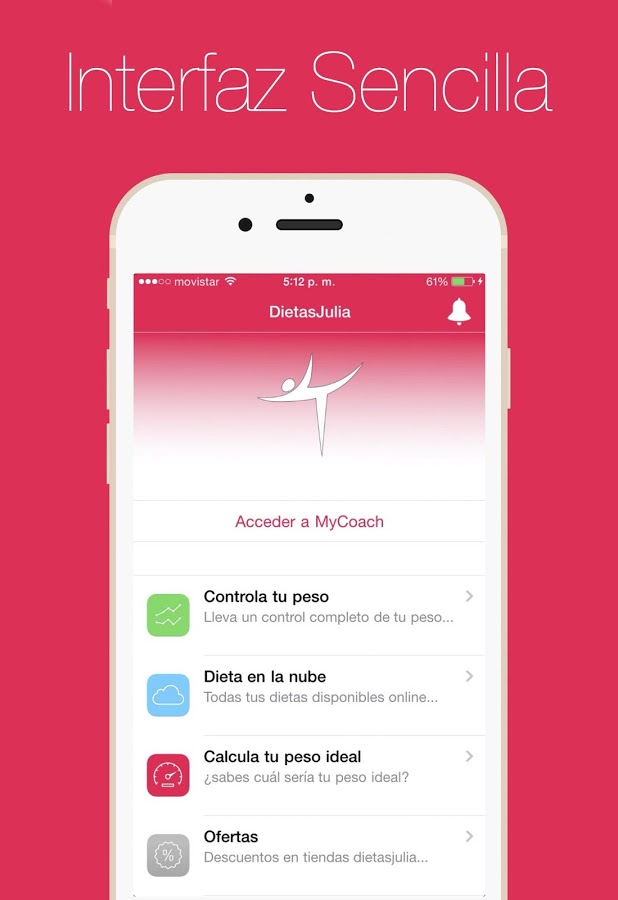 Interfaz Sencilla
movistar 5:12 p. m. 61%
DietasJulia
Acceder a MyCoach
Controla tu peso
Lleva un control completo de tu peso...
Dieta en la nube
Todas tus dietas disponibles online...
Calcula tu peso ideal
¿sabes cuál sería tu peso ideal?
%
Ofertas
Descuentos en tiendas dietasjulia...